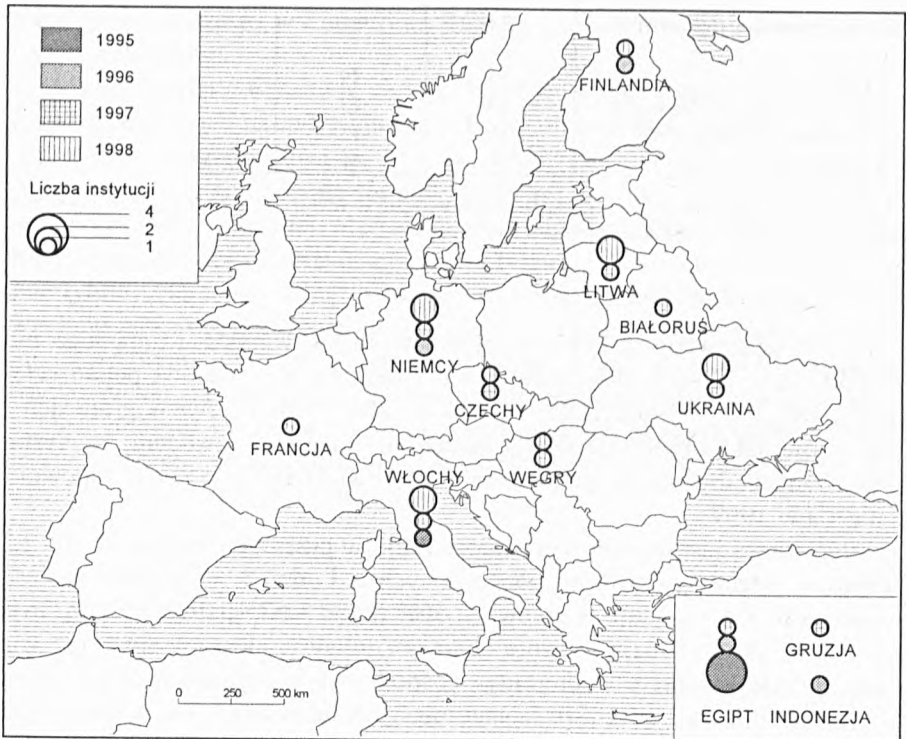 1995
1996
1997
1998
Liczba instytucji
4
2
1
FINLANDIA
LITWA
BIAŁORUŚ
NIEMCY
CZECHY
UKRAINA
FRANCJA
WŁOCHY
WĘGRY
0 250 500 km
GRUZJA
EGIPT INDONEZJA